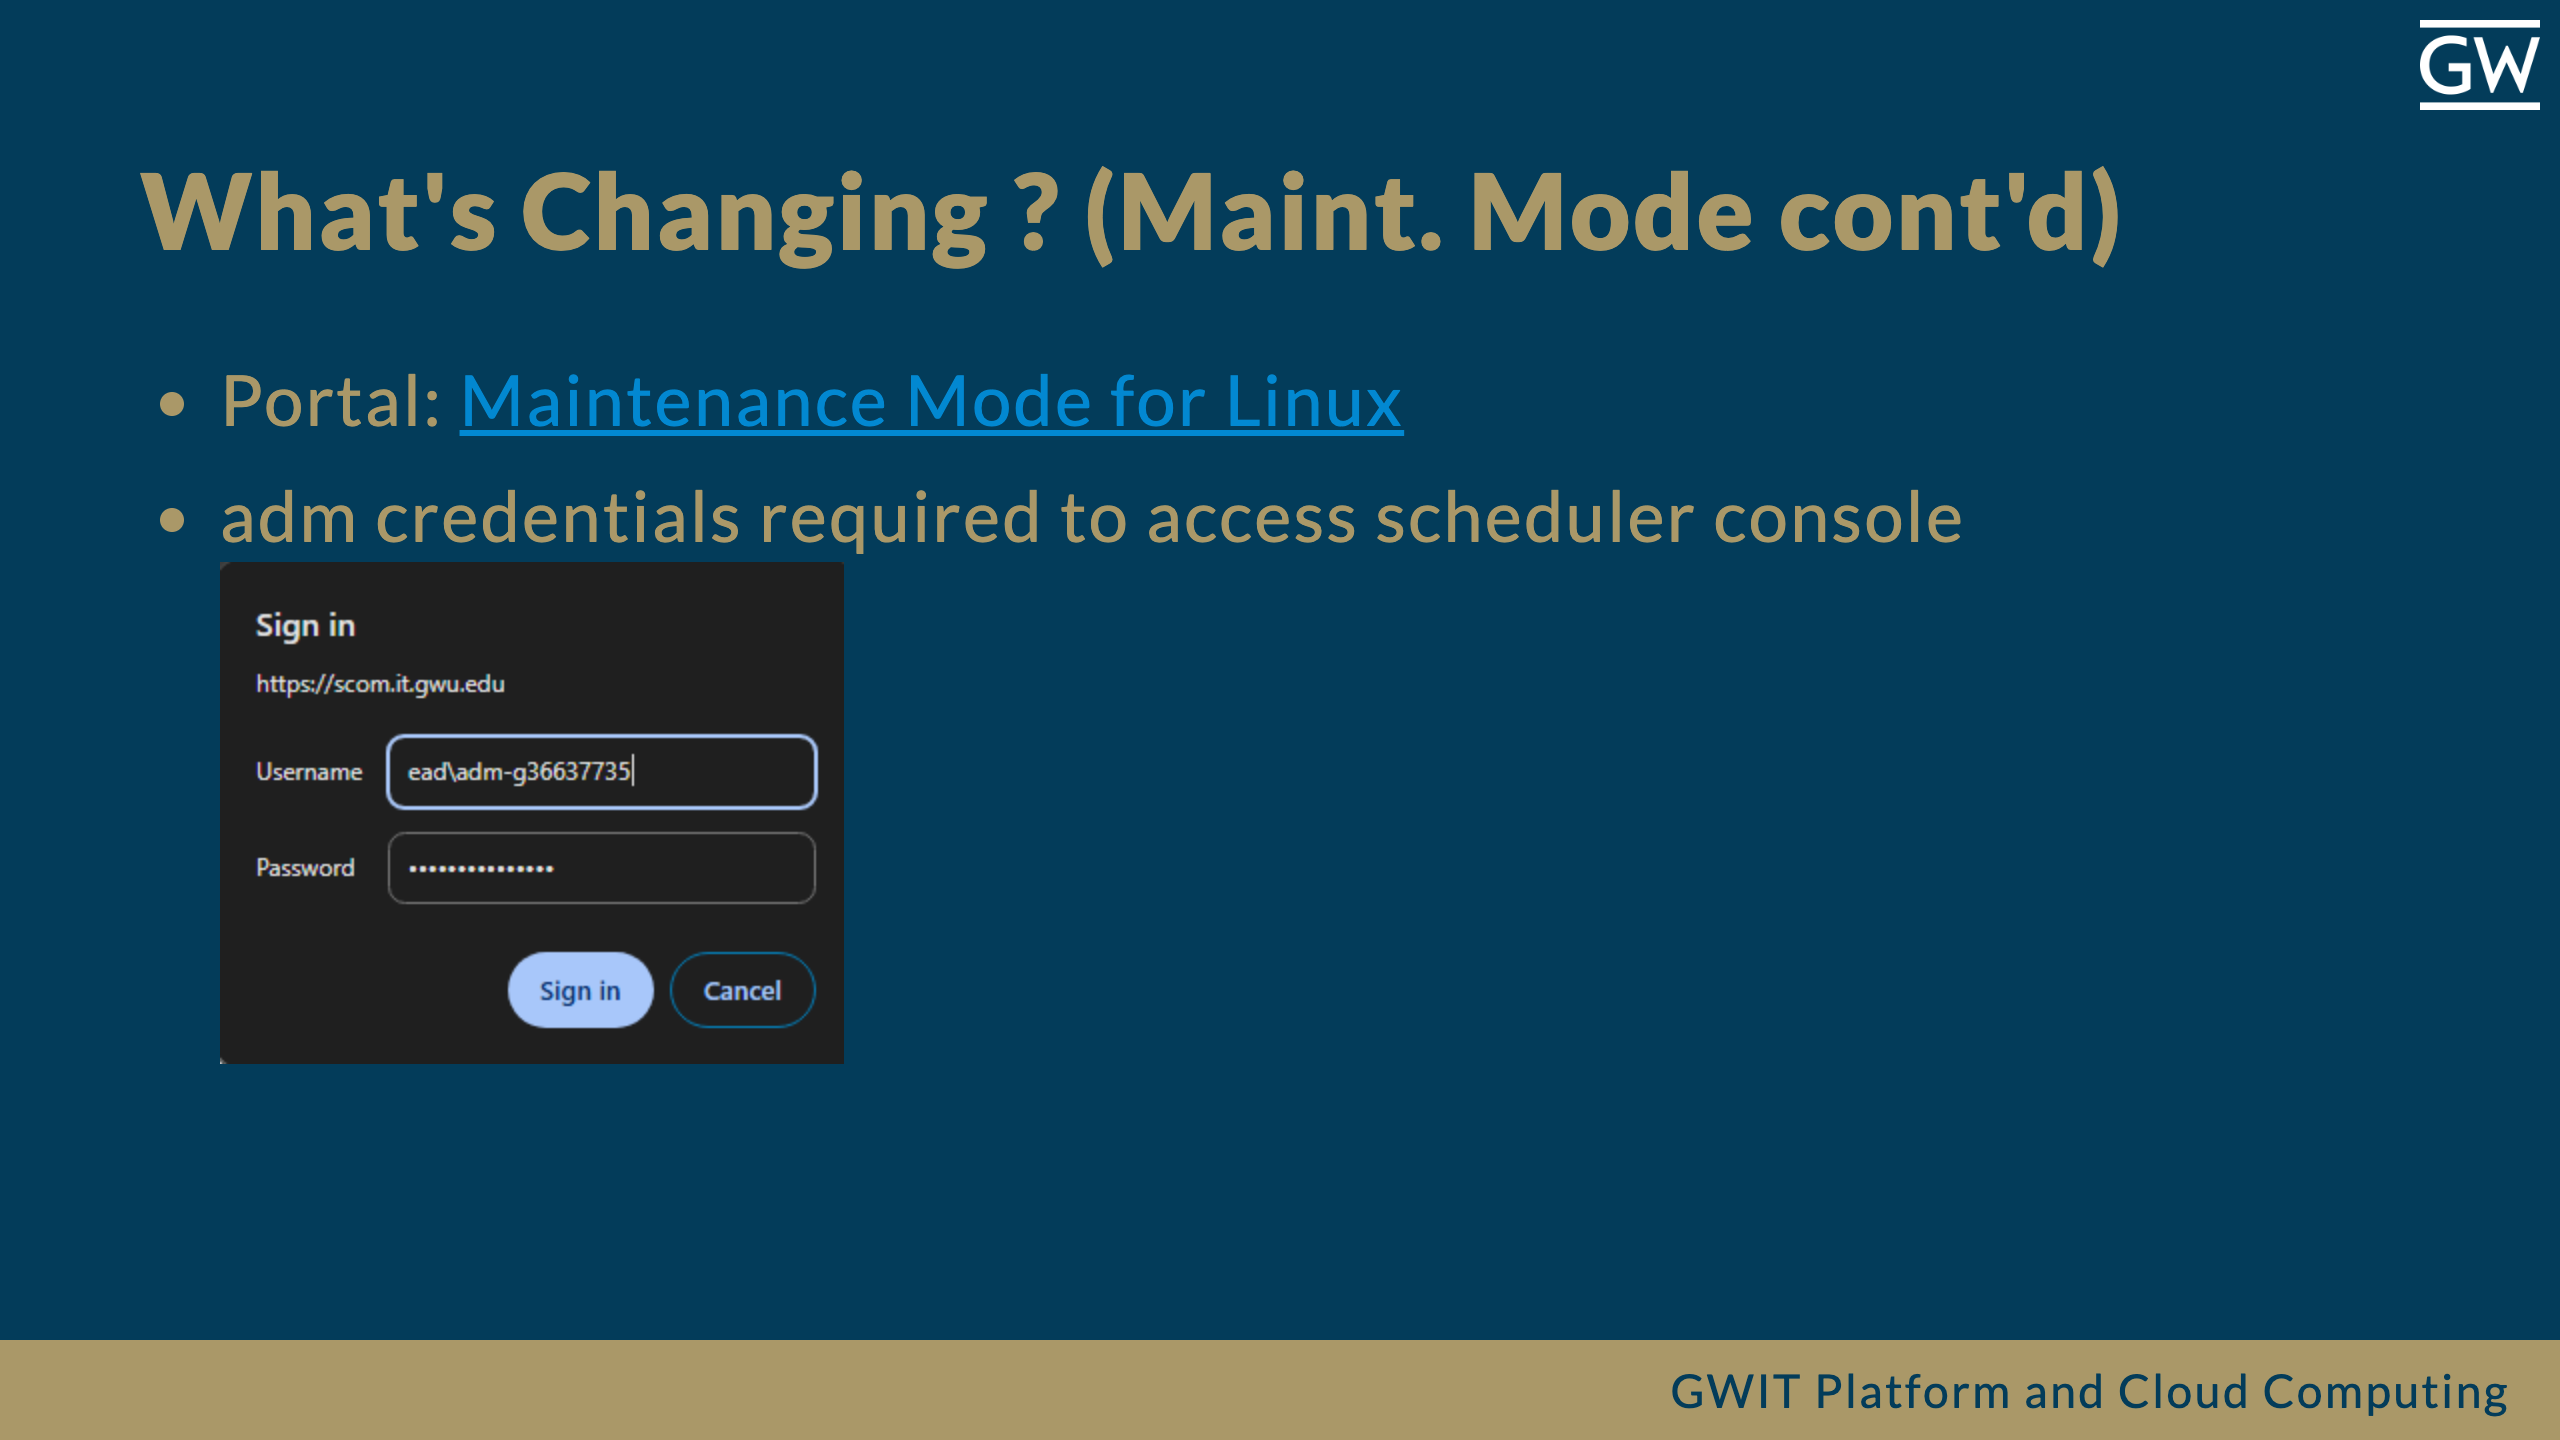 GW
What's Changing ? (Maint. Mode cont'd)
• Portal: Maintenance Mode for Linux
• adm credentials required to access scheduler console
Sign in
https://scom.it.gwu.edu
Username ead\adm-g36637735
Password •••••••••••••••
Sign in Cancel
GWIT Platform and Cloud Computing